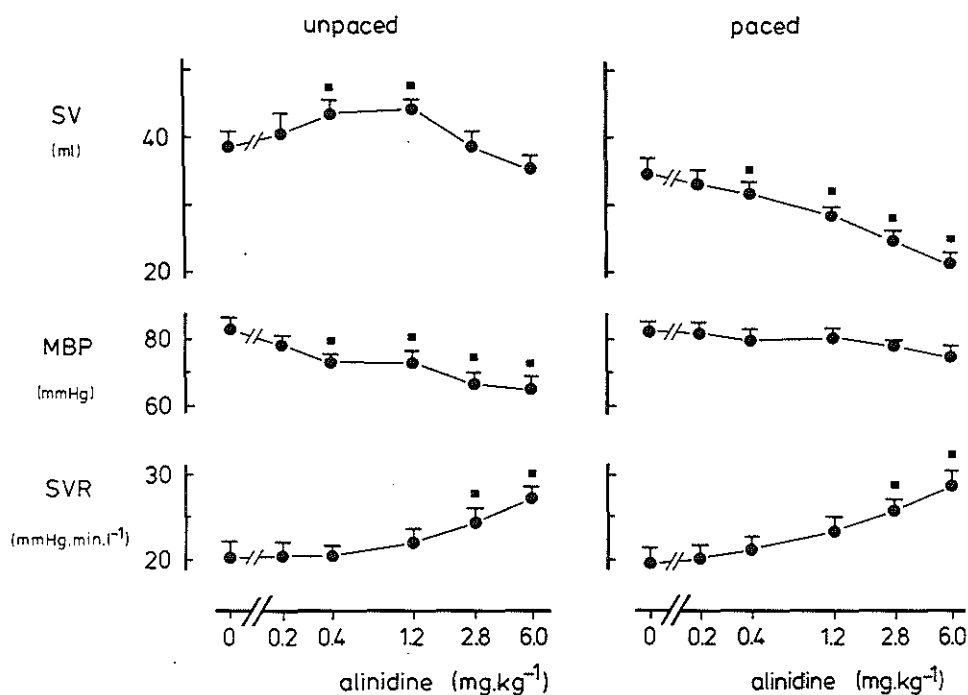 unpaced paced
SV
(ml)
40
20
MBP
(mmHg)
80
60
SVR
(mmHg.min.l⁻¹)
30
20
0 0.2 0.4 1.2 2.8 6.0 0 0.2 0.4 1.2 2.8 6.0
alinidine (mg.kg⁻¹) alinidine (mg.kg⁻¹)